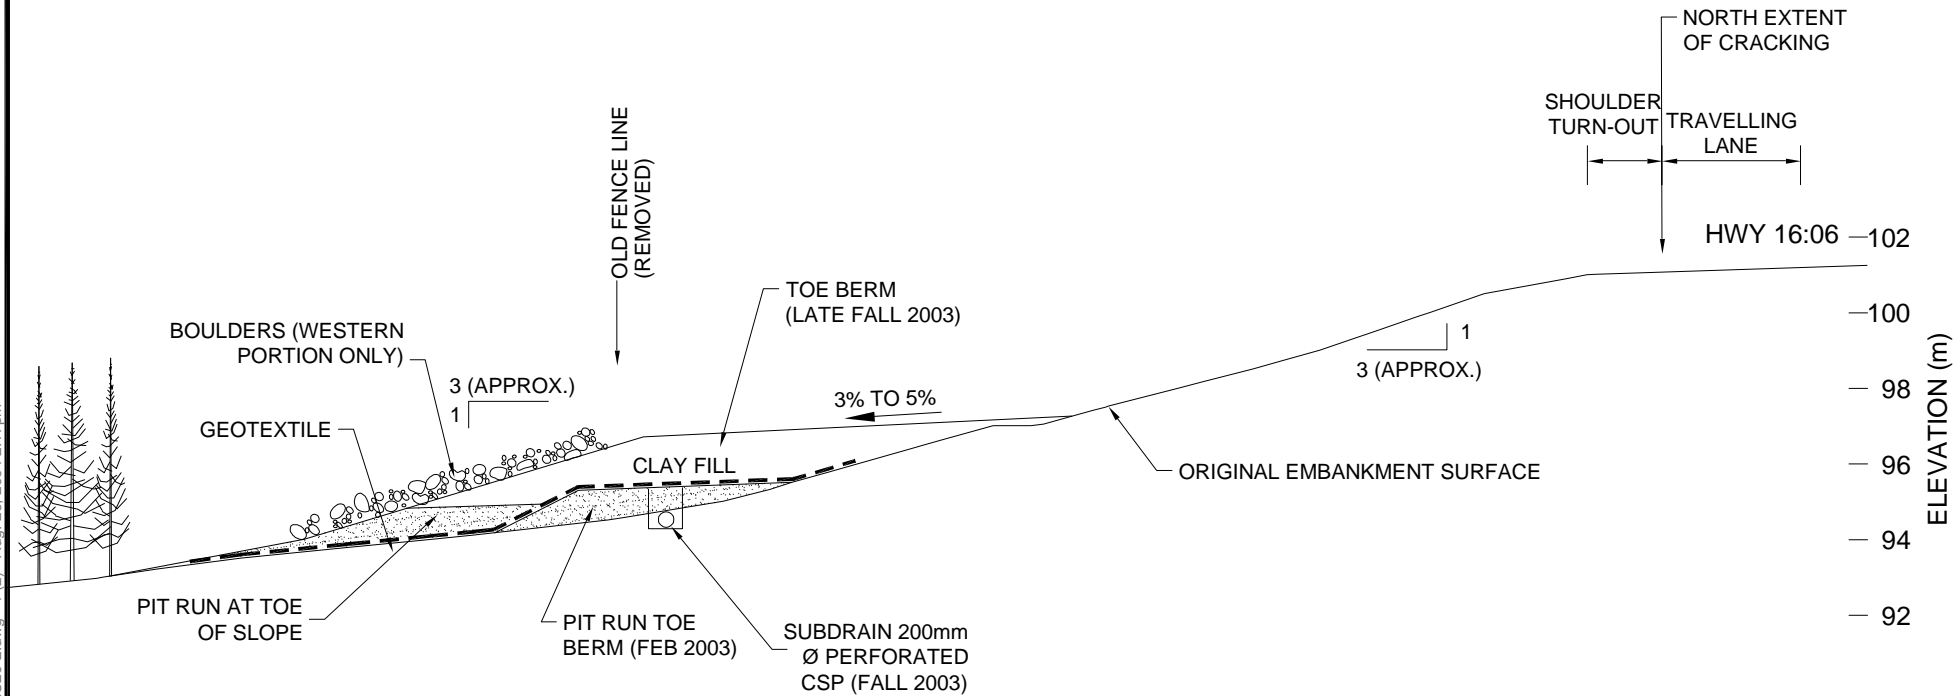 NORTH EXTENT
OF CRACKING
SHOULDER
TURN-OUT
TRAVELLING
LANE
OLD FENCE LINE
(REMOVED)
HWY 16:06
102
TOE BERM
(LATE FALL 2003)
100
BOULDERS (WESTERN
PORTION ONLY)
1
3 (APPROX.)
3 (APPROX.)
1
98
3% TO 5%
GEOTEXTILE
CLAY FILL
96
ORIGINAL EMBANKMENT SURFACE
ELEVATION (m)
94
PIT RUN AT TOE
OF SLOPE
PIT RUN TOE
BERM (FEB 2003)
SUBDRAIN 200mm
Ø PERFORATED
CSP (FALL 2003)
92